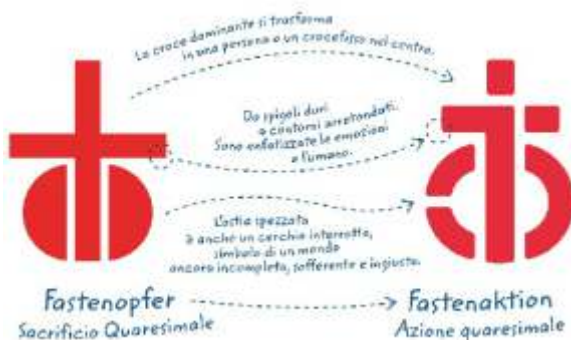 La croce dominante si trasforma
in una persona o un crocefisso nel centro.
Da spigoli duri
a contorni arrotondati.
Sono enfatizzate le emozioni
e l'umano.
L'ostia spezzata
è anche un cerchio interrotto,
simbolo di un mondo
ancora incompleto, sofferente e ingiusto.
Fastenopfer
Sacrificio Quaresimale
Fastenaktion
Azione quaresimale